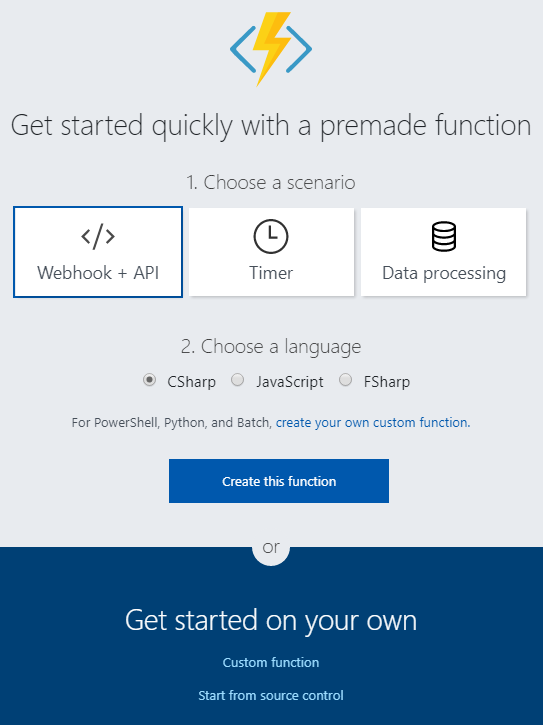 Get started quickly with a premade function
1. Choose a scenario
Webhook + API
Timer
Data processing
2. Choose a language
CSharp JavaScript FSharp
For PowerShell, Python, and Batch, create your own custom function.
Create this function
or
Get started on your own
Custom function
Start from source control